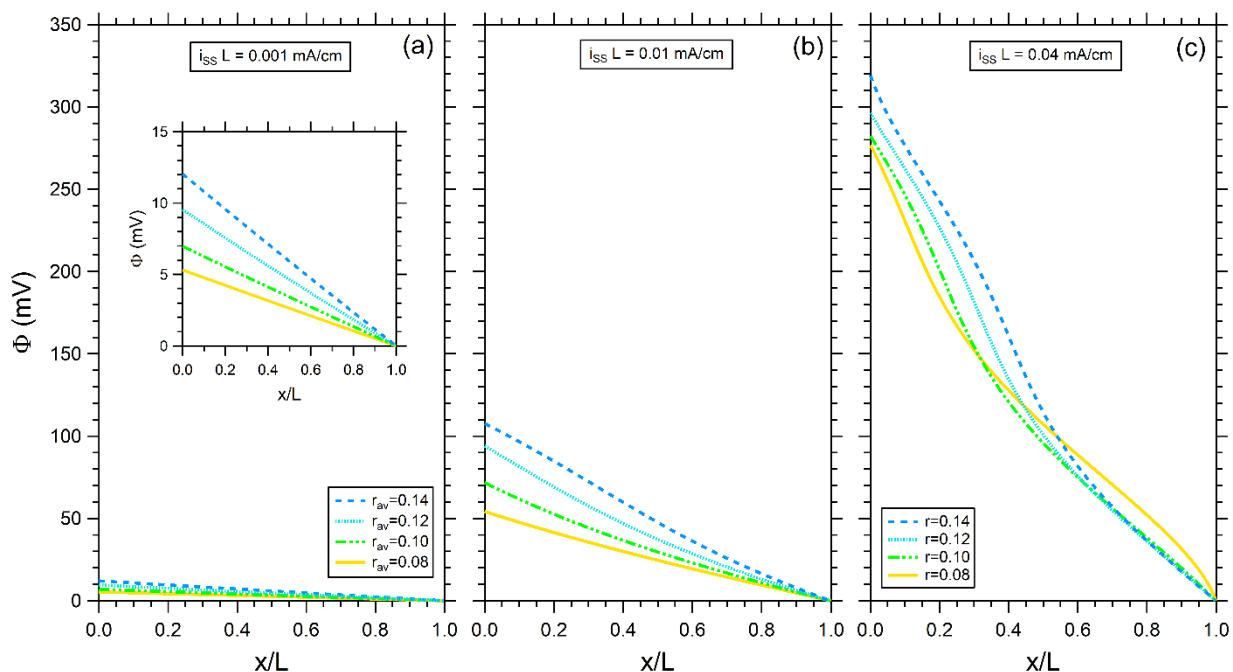 350
300
250
200
150
100
50
0
Φ (mV)
(a)
i_SS L = 0.001 mA/cm
15
10
5
0
Φ (mV)
0.0 0.2 0.4 0.6 0.8 1.0
x/L
r_av=0.14
r_av=0.12
r_av=0.10
r_av=0.08
0.0 0.2 0.4 0.6 0.8 1.0
x/L
(b)
i_SS L = 0.01 mA/cm
0.0 0.2 0.4 0.6 0.8 1.0
x/L
(c)
i_SS L = 0.04 mA/cm
r=0.14
r=0.12
r=0.10
r=0.08
0.0 0.2 0.4 0.6 0.8 1.0
x/L